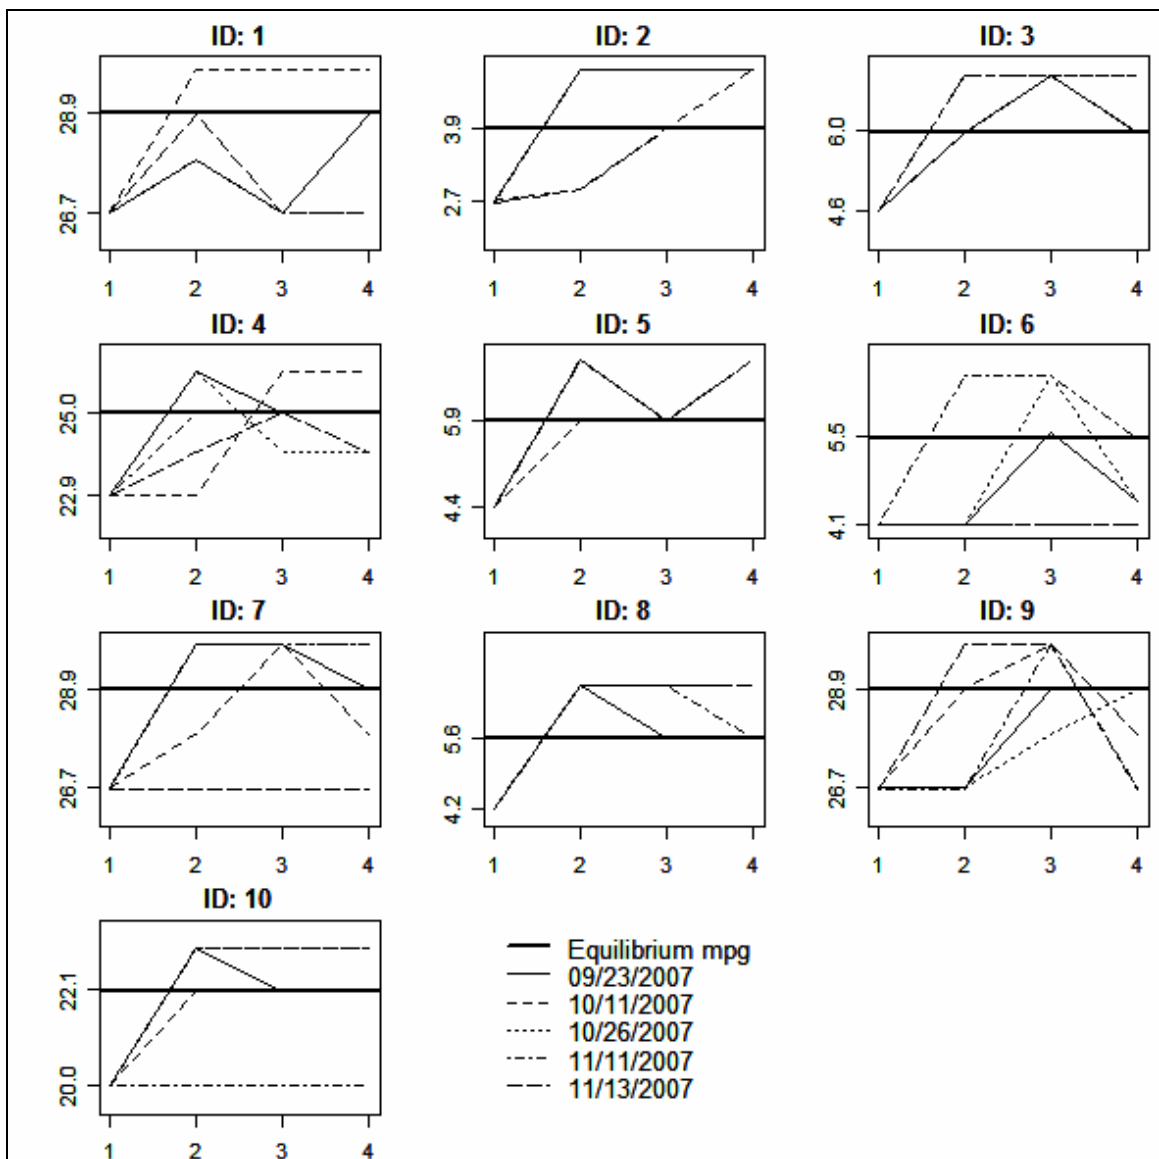 ID: 1
ID: 2
ID: 3
28.9
26.7
1 2 3 4
3.9
2.7
1 2 3 4
6.0
4.6
1 2 3 4
ID: 4
ID: 5
ID: 6
25.0
22.9
1 2 3 4
5.9
4.4
1 2 3 4
5.5
4.1
1 2 3 4
ID: 7
ID: 8
ID: 9
28.9
26.7
1 2 3 4
5.6
4.2
1 2 3 4
28.9
26.7
1 2 3 4
ID: 10
22.1
20.0
1 2 3 4
Equilibrium mpg
09/23/2007
10/11/2007
10/26/2007
11/11/2007
11/13/2007